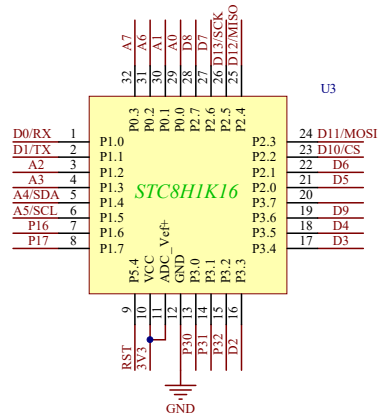 A7 A6 A1 A0 D8 D7 D13/SCK D12/MISO
32 31 30 29 28 27 26 25
U3
P0.3 P0.2 P0.1 P0.0 P2.7 P2.6 P2.5 P2.4
D0/RX 1 P1.0 P2.3 24 D11/MOSI
D1/TX 2 P1.1 P2.2 23 D10/CS
A2 3 P1.2 P2.1 22 D6
A3 4 P1.3 P2.0 21 D5
STC8H1K16
A4/SDA 5 P1.4 P3.7 20
A5/SCL 6 P1.5 P3.6 19 D9
P16 7 P1.6 P3.5 18 D4
P17 8 P1.7 P3.4 17 D3
P5.4 VCC ADC_Vef+ GND P3.0 P3.1 P3.2 P3.3
9 10 11 12 13 14 15 16
RST 3V3 P30 P31 P32 D2
GND